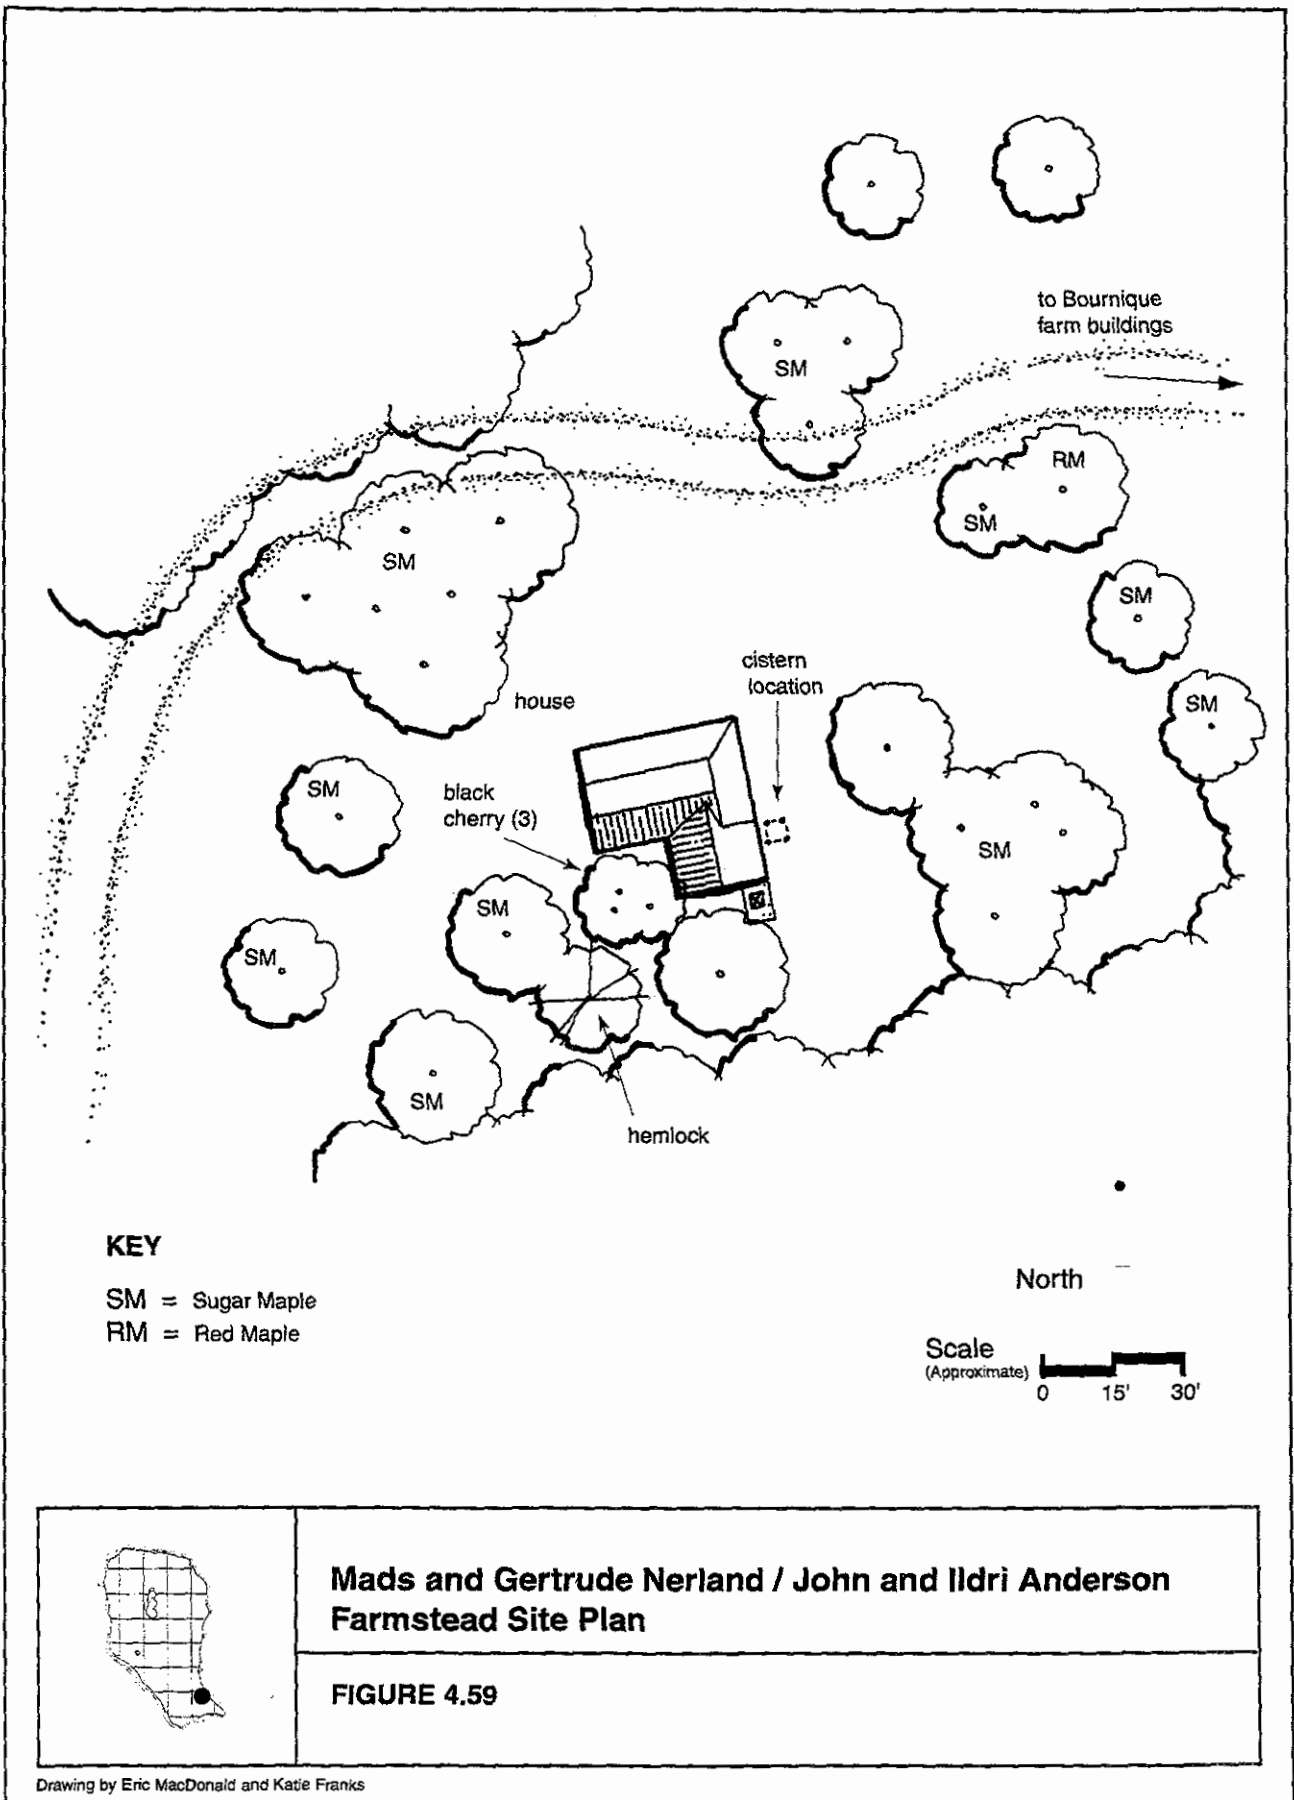 to Bournique
farm buildings
SM
RM
SM
SM
SM
cistern
location
SM
house
SM
black
cherry (3)
SM
SM
SM
SM
hemlock
KEY
SM = Sugar Maple
RM = Red Maple
North
Scale
(Approximate)
0 15' 30'
Mads and Gertrude Nerland / John and Ildri Anderson
Farmstead Site Plan
FIGURE 4.59
Drawing by Eric MacDonald and Katie Franks